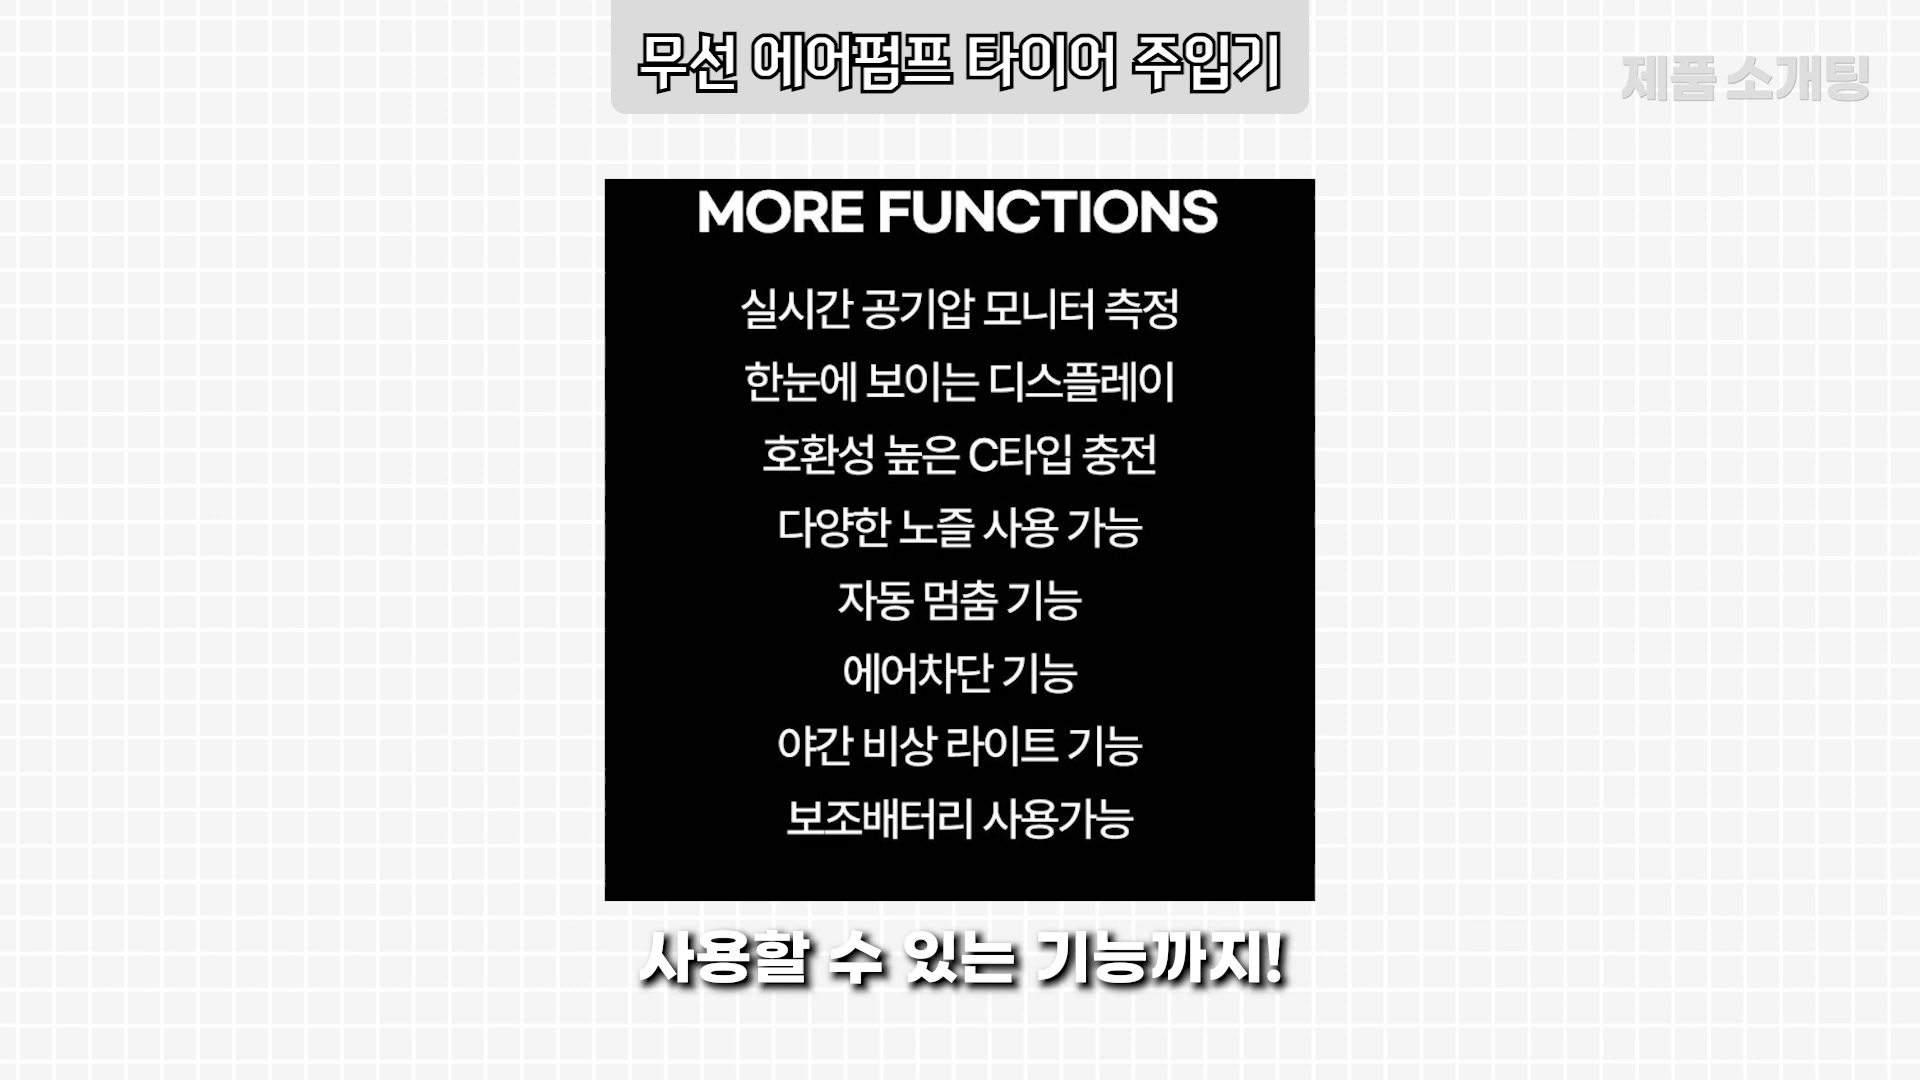 무선 에어펌프 타이어 주입기
제품 소개팅
MORE FUNCTIONS
실시간 공기압 모니터 측정
한눈에 보이는 디스플레이
호환성 높은 C타입 충전
다양한 노즐 사용 가능
자동 멈춤 기능
에어차단 기능
야간 비상 라이트 기능
보조배터리 사용가능
사용할 수 있는 기능까지!